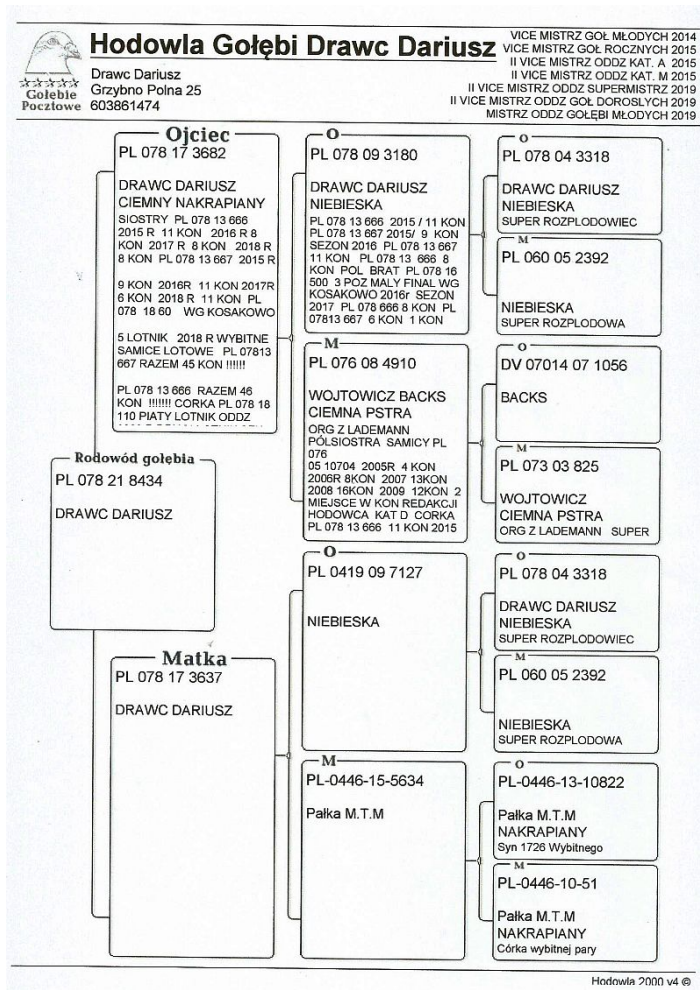 Hodowla Gołębi Drawc Dariusz
Drawc Dariusz
Grzybno Polna 25
603861474
Gołebie
Pocztowe
VICE MISTRZ GOŁ MŁODYCH 2014
VICE MISTRZ GOŁ ROCZNYCH 2015
II VICE MISTRZ ODDZ KAT. A 2015
II VICE MISTRZ ODDZ KAT. M 2015
II VICE MISTRZ ODDZ SUPERMISTRZ 2019
II VICE MISTRZ ODDZ GOŁ DOROSLYCH 2019
MISTRZ ODDZ GOŁĘBI MŁODYCH 2019
Rodowód gołębia
PL 078 21 8434
DRAWC DARIUSZ
Ojciec
PL 078 17 3682
DRAWC DARIUSZ
CIEMNY NAKRAPIANY
SIOSTRY PL 078 13 666
2015 R 11 KON 2016 R 8
KON 2017 R 8 KON 2018 R
8 KON PL 078 13 667 2015 R
9 KON 2016R 11 KON 2017R
6 KON 2018 R 11 KON PL
078 18 60 WG KOSAKOWO
5 LOTNIK 2018 R WYBITNE
SAMICE LOTOWE PL 07813
667 RAZEM 45 KON !!!!!!
PL 078 13 666 RAZEM 46
KON !!!!!!! CORKA PL 078 18
110 PIATY LOTNIK ODDZ
Matka
PL 078 17 3637
DRAWC DARIUSZ
O
PL 078 09 3180
DRAWC DARIUSZ
NIEBIESKA
PL 078 13 666 2015 / 11 KON
PL 078 13 667 2015/ 9 KON
SEZON 2016 PL 078 13 667
11 KON PL 078 13 666 8
KON POL BRAT PL 078 16
500 3 POZ MALY FINAL WG
KOSAKOWO 2016r SEZON
2017 PL 078 666 8 KON PL
07813 667 6 KON 1 KON
M
PL 076 08 4910
WOJTOWICZ BACKS
CIEMNA PSTRA
ORG Z LADEMANN
PÓLSIOSTRA SAMICY PL
076
05 10704 2005R 4 KON
2006R 8KON 2007 13KON
2008 16KON 2009 12KON 2
MIEJSCE W KON REDAKCJI
HODOWCA KAT D CORKA
PL 078 13 666 11 KON 2015
O
PL 0419 09 7127
NIEBIESKA
M
PL-0446-15-5634
Pałka M.T.M
O
PL 078 04 3318
DRAWC DARIUSZ
NIEBIESKA
SUPER ROZPLODOWIEC
M
PL 060 05 2392
NIEBIESKA
SUPER ROZPLODOWA
O
DV 07014 07 1056
BACKS
M
PL 073 03 825
WOJTOWICZ
CIEMNA PSTRA
ORG Z LADEMANN SUPER
O
PL 078 04 3318
DRAWC DARIUSZ
NIEBIESKA
SUPER ROZPLODOWIEC
M
PL 060 05 2392
NIEBIESKA
SUPER ROZPLODOWA
O
PL-0446-13-10822
Pałka M.T.M
NAKRAPIANY
Syn 1726 Wybitnego
M
PL-0446-10-51
Pałka M.T.M
NAKRAPIANY
Córka wybitnej pary
Hodowla 2000 v4 ©